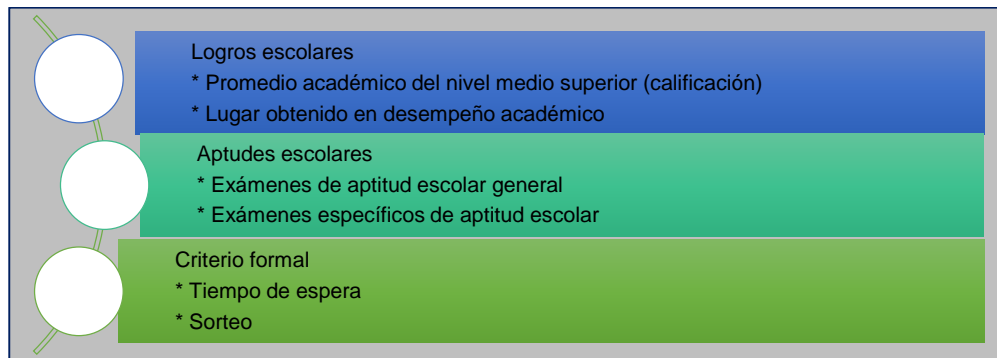 Logros escolares
* Promedio académico del nivel medio superior (calificación)
* Lugar obtenido en desempeño académico
Aptudes escolares
* Exámenes de aptitud escolar general
* Exámenes específicos de aptitud escolar
Criterio formal
* Tiempo de espera
* Sorteo